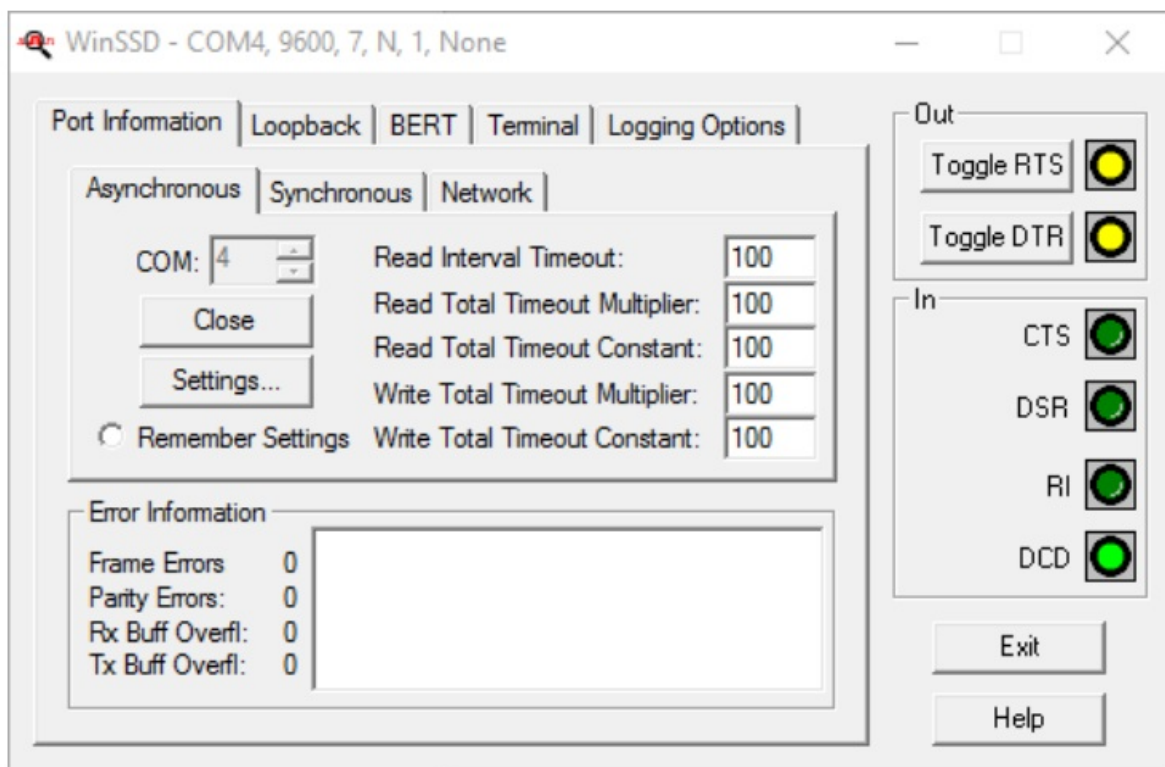 WinSSD - COM4, 9600, 7, N, 1, None
Port Information Loopback BERT Terminal Logging Options
Asynchronous Synchronous Network
COM: 4
Close
Settings...
Remember Settings
Read Interval Timeout: 100
Read Total Timeout Multiplier: 100
Read Total Timeout Constant: 100
Write Total Timeout Multiplier: 100
Write Total Timeout Constant: 100
Error Information
Frame Errors 0
Parity Errors: 0
Rx Buff Overfl: 0
Tx Buff Overfl: 0
Out
Toggle RTS
Toggle DTR
In
CTS
DSR
RI
DCD
Exit
Help